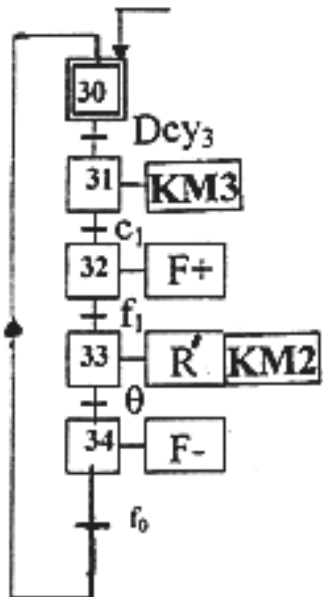 30
Dcy₃
31 KM3
c₁
32 F+
f₁
33 R' KM2
θ
34 F-
f₀